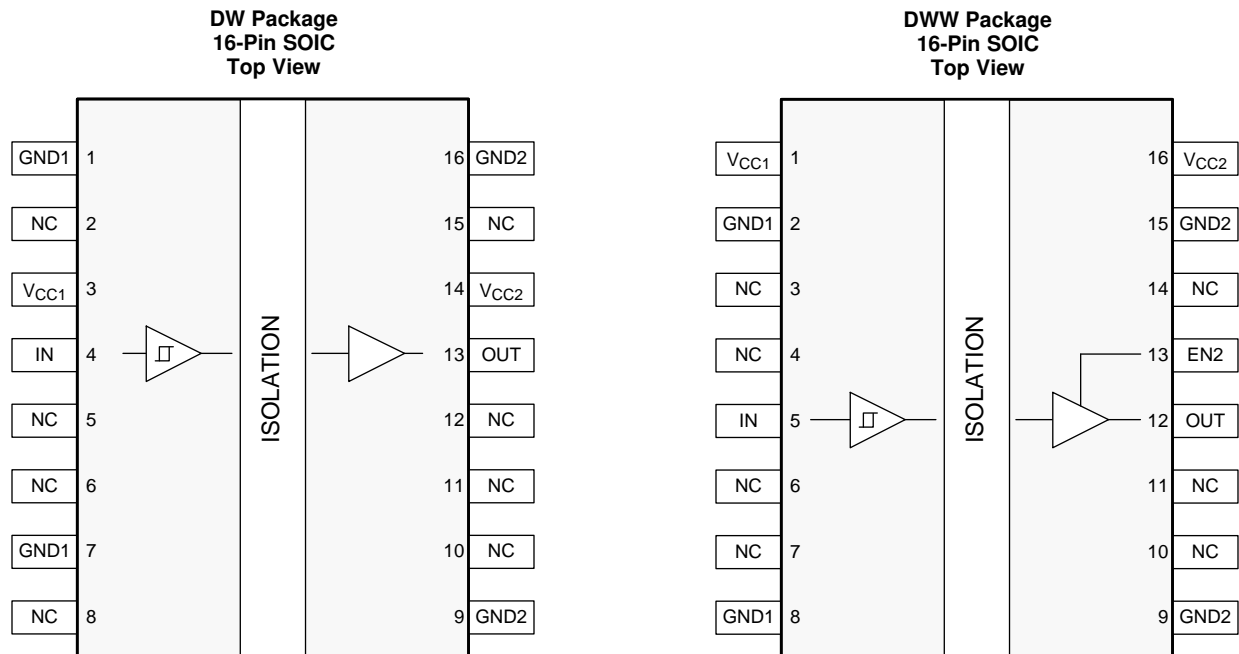 DW Package
16-Pin SOIC
Top View
GND1 1
16 GND2
NC 2
15 NC
VCC1 3
14 VCC2
IN 4
13 OUT
NC 5
12 NC
NC 6
11 NC
GND1 7
10 NC
NC 8
9 GND2
ISOLATION
DWW Package
16-Pin SOIC
Top View
VCC1 1
16 VCC2
GND1 2
15 GND2
NC 3
14 NC
NC 4
13 EN2
IN 5
12 OUT
NC 6
11 NC
NC 7
10 NC
GND1 8
9 GND2
ISOLATION